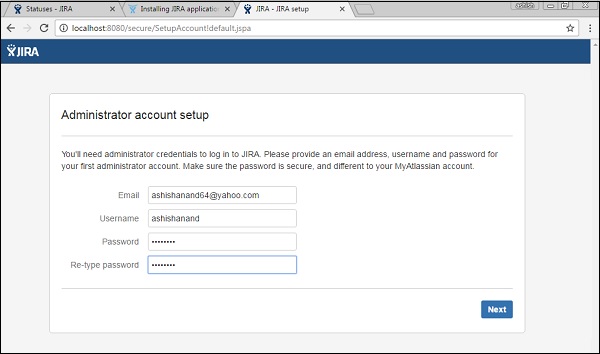 Statuses - JIRA
Installing JIRA application
JIRA - JIRA setup
ashish
localhost:8080/secure/SetupAccount!default.jspa
JIRA
Administrator account setup
You'll need administrator credentials to log in to JIRA. Please provide an email address, username and password for
your first administrator account. Make sure the password is secure, and different to your MyAtlassian account.
Email
ashishanand64@yahoo.com
Username
ashishanand
Password
••••••••
Re-type password
••••••••
Next